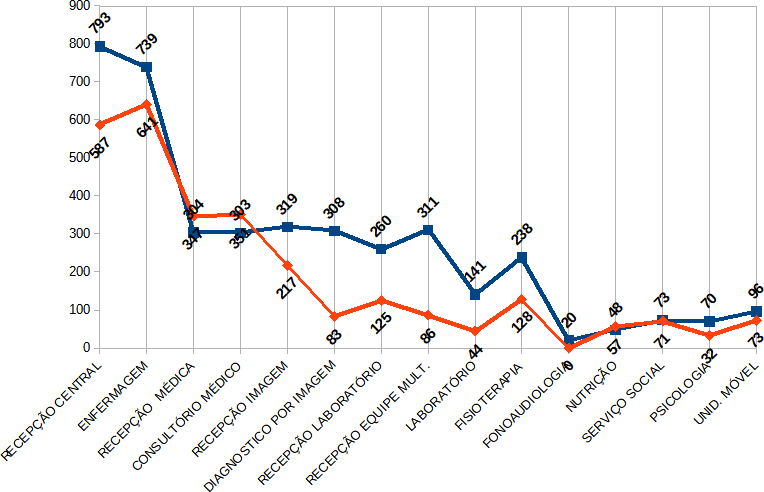 900
800
700
600
500
400
300
200
100
0
793
739
304
303
319
308
260
311
141
238
20
48
73
70
96
587
641
347
351
217
83
125
86
44
128
0
57
71
32
73
RECEPÇÃO CENTRAL
ENFERMAGEM
RECEPÇÃO MÉDICA
CONSULTÓRIO MÉDICO
RECEPÇÃO IMAGEM
DIAGNOSTICO POR IMAGEM
RECEPÇÃO LABORATÓRIO
RECEPÇÃO EQUIPE MULT.
LABORATÓRIO
FISIOTERAPIA
FONOAUDIOLOGIA
NUTRIÇÃO
SERVIÇO SOCIAL
PSICOLOGIA
UNID. MÓVEL